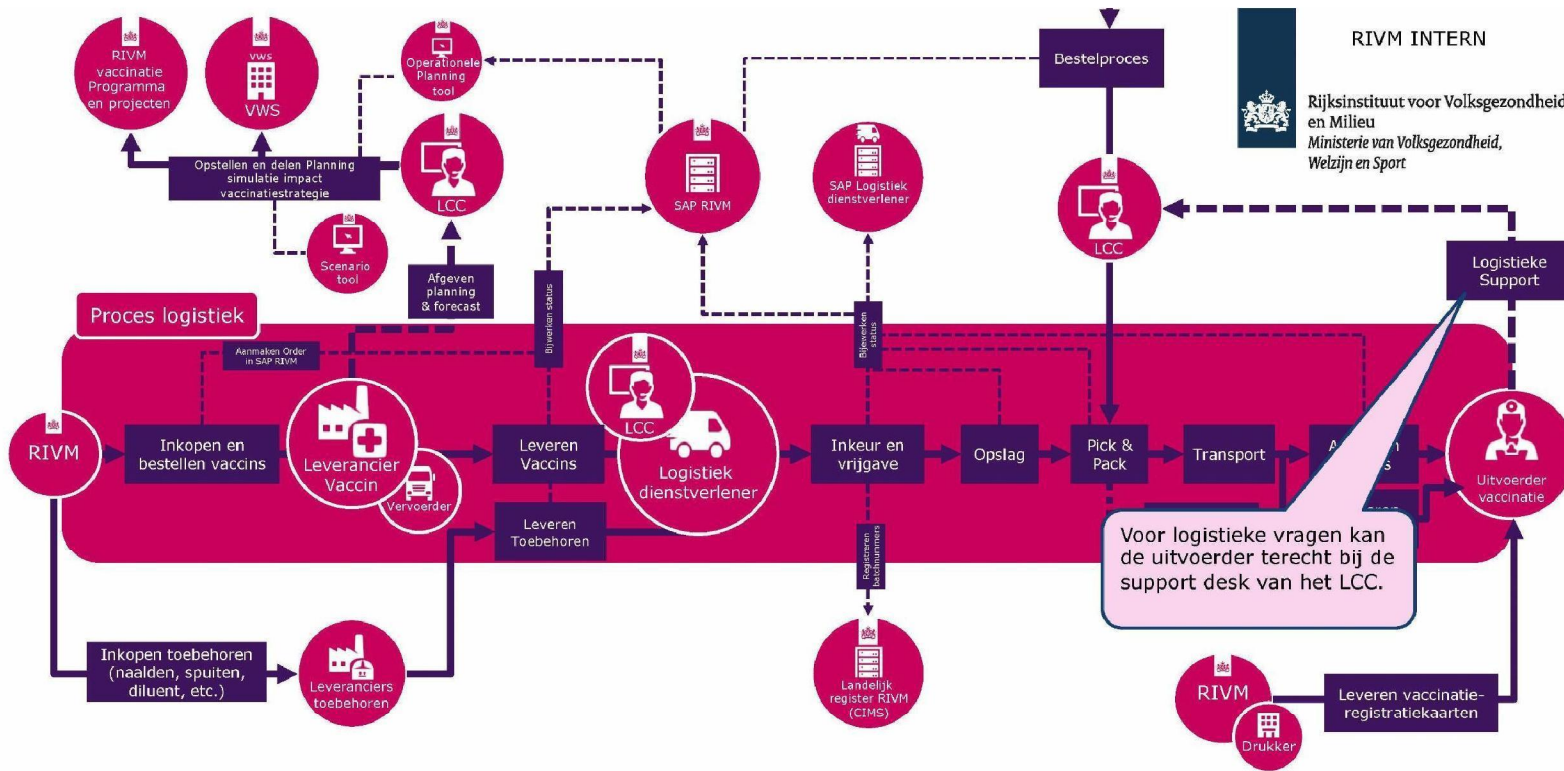 RIVM
vaccinatie
Programma
en projecten
vws
VWS
Operationele
Planning
tool
Bestelproces
RIVM INTERN
Rijksinstituut voor Volksgezondheid
en Milieu
Ministerie van Volksgezondheid,
Welzijn en Sport
Opstellen en delen Planning
simulatie impact
vaccinatiestrategie
LCC
SAP RIVM
SAP Logistiek
dienstverlener
LCC
Scenario
tool
Afgeven
planning
& forecast
Logistieke
Support
Proces logistiek
Aanmaken Order
in SAP RIVM
Bijwerken status
Bijewerken
status
LCC
RIVM
Inkopen en
bestellen vaccins
Leverancier
Vaccin
Vervoerder
Leveren
Vaccins
Logistiek
dienstverlener
Inkeur en
vrijgave
Opslag
Pick &
Pack
Transport
Uitvoerder
vaccinatie
Leveren
Toebehoren
Registreren
batchnummers
Voor logistieke vragen kan
de uitvoerder terecht bij de
support desk van het LCC.
Inkopen toebehoren
(naalden, spuiten,
diluent, etc.)
Leveranciers
toebehoren
Landelijk
register RIVM
(CIMS)
RIVM
Drukker
Leveren vaccinatie-
registratiekaarten